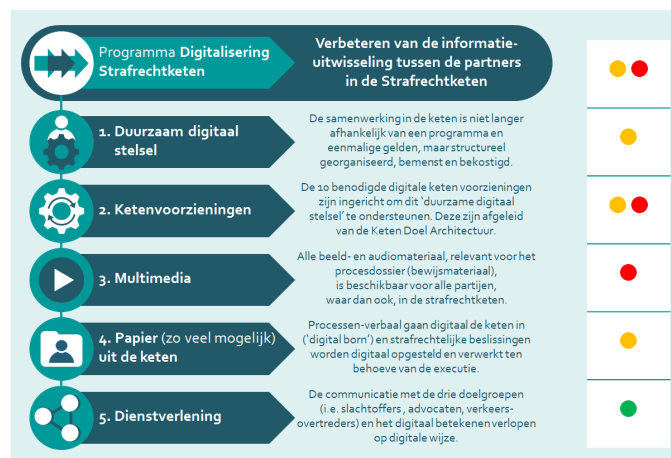 Programma Digitalisering
Strafrechtketen
Verbeteren van de informatie-
uitwisseling tussen de partners
in de Strafrechtketen
1. Duurzaam digitaal
stelsel
De samenwerking in de keten is niet langer
afhankelijk van een programma en
eenmalige gelden, maar structureel
georganiseerd, bemenst en bekostigd.
2. Ketenvoorzieningen
De 10 benodigde digitale keten voorzieningen
zijn ingericht om dit ‘duurzame digitaal
stelsel’ te ondersteunen. Deze zijn afgeleid
van de Keten Doel Architectuur.
3. Multimedia
Alle beeld- en audiomateriaal, relevant voor het
procesdossier (bewijsmateriaal),
is beschikbaar voor alle partijen,
waar dan ook, in de strafrechtketen.
4. Papier (zo veel mogelijk)
uit de keten
Processen-verbaal gaan digitaal de keten in
(‘digital born’) en strafrechtelijke beslissingen
worden digitaal opgesteld en verwerkt ten
behoeve van de executie.
5. Dienstverlening
De communicatie met de drie doelgroepen
(i.e. slachtoffers, advocaten, verkeers-
overtreders) en het digitaal betekenen verlopen
op digitale wijze.